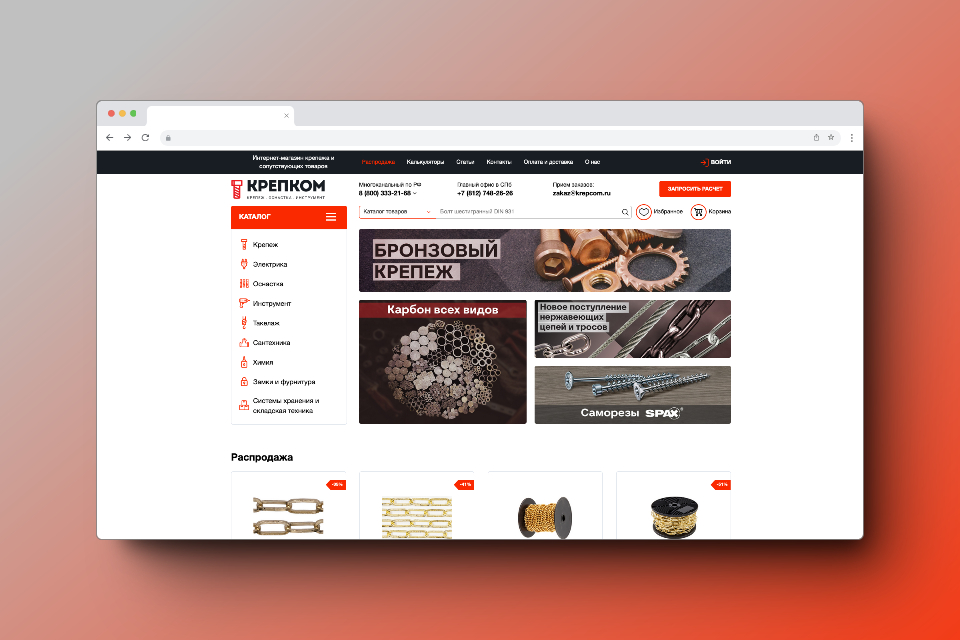 Интернет-магазин крепежа и
сопутствующих товаров
Распродажа Калькуляторы Статьи Контакты Оплата и доставка О нас
ВОЙТИ
КРЕПКОМ
КРЕПЕЖ ОСНАСТКА ИНСТРУМЕНТ
Многоканальный по РФ
8 (800) 333-21-68
Главный офис в СПб
+7 (812) 748-26-26
Прием заказов:
zakaz@krepcom.ru
ЗАПРОСИТЬ РАСЧЕТ
КАТАЛОГ
Каталог товаров
Болт шестигранный DIN 931
Избранное
Корзина
Крепеж
Электрика
Оснастка
Инструмент
Такелаж
Сантехника
Химия
Замки и фурнитура
Системы хранения и
складская техника
БРОНЗОВЫЙ
КРЕПЕЖ
Карбон всех видов
Новое поступление
нержавеющих
цепей и тросов
Саморезы SPAX
Распродажа
-41%
-51%